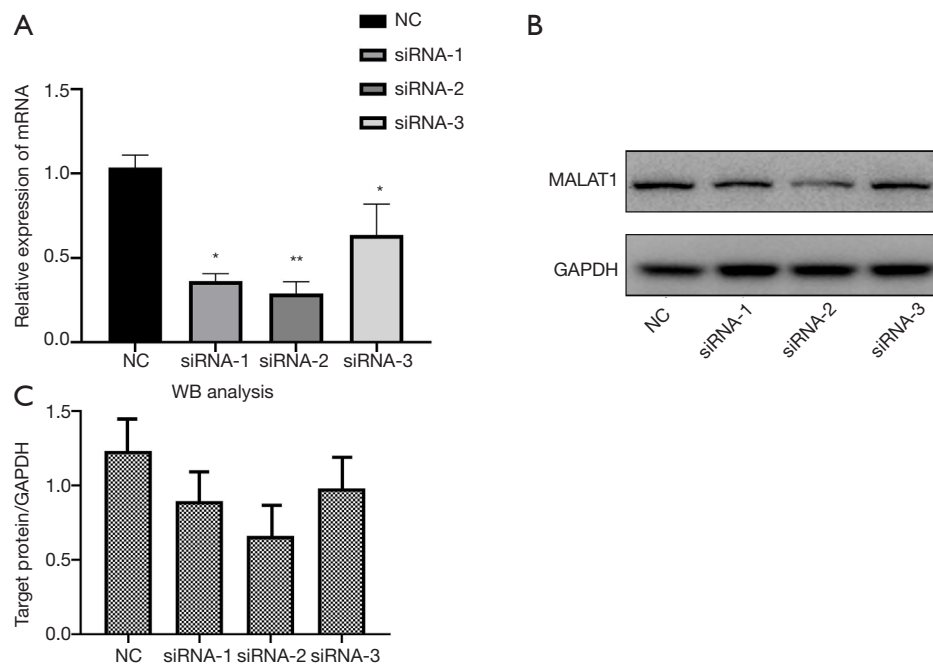 A
NC
siRNA-1
siRNA-2
siRNA-3
Relative expression of mRNA
1.5
1.0
0.5
0.0
*
**
*
NC siRNA-1 siRNA-2 siRNA-3
B
MALAT1
GAPDH
NC siRNA-1 siRNA-2 siRNA-3
C
WB analysis
Target protein/GAPDH
1.5
1.0
0.5
0.0
NC siRNA-1 siRNA-2 siRNA-3